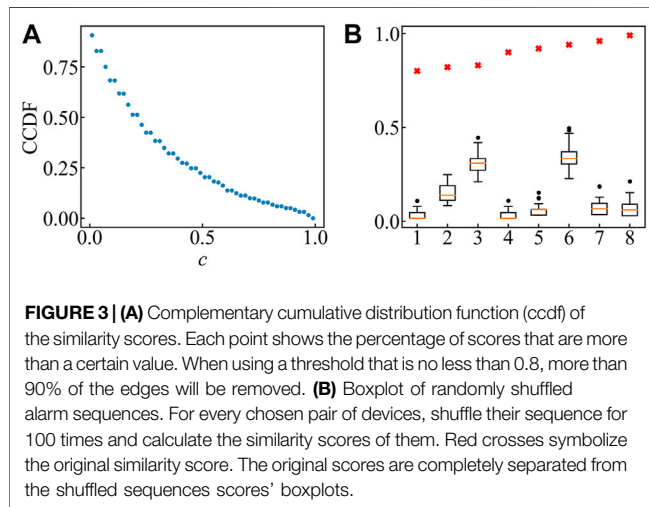 A
B
CCDF
0.75
0.50
0.25
0.00
0.0
0.5
1.0
c
1.0
0.5
0.0
1 2 3 4 5 6 7 8
FIGURE 3 | (A) Complementary cumulative distribution function (ccdf) of
the similarity scores. Each point shows the percentage of scores that are more
than a certain value. When using a threshold that is no less than 0.8, more than
90% of the edges will be removed. (B) Boxplot of randomly shuffled
alarm sequences. For every chosen pair of devices, shuffle their sequence for
100 times and calculate the similarity scores of them. Red crosses symbolize
the original similarity score. The original scores are completely separated from
the shuffled sequences scores' boxplots.